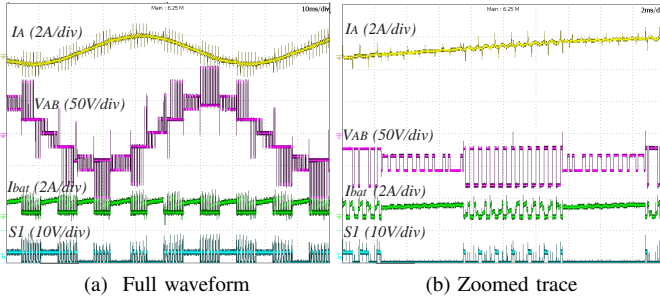 Main : 6.25 M
10ms/div
IA (2A/div)
VAB (50V/div)
Ibat (2A/div)
S1 (10V/div)
(a) Full waveform
Main : 6.25 M
2ms/d
IA (2A/div)
VAB (50V/div)
Ibat (2A/div)
S1 (10V/div)
(b) Zoomed trace